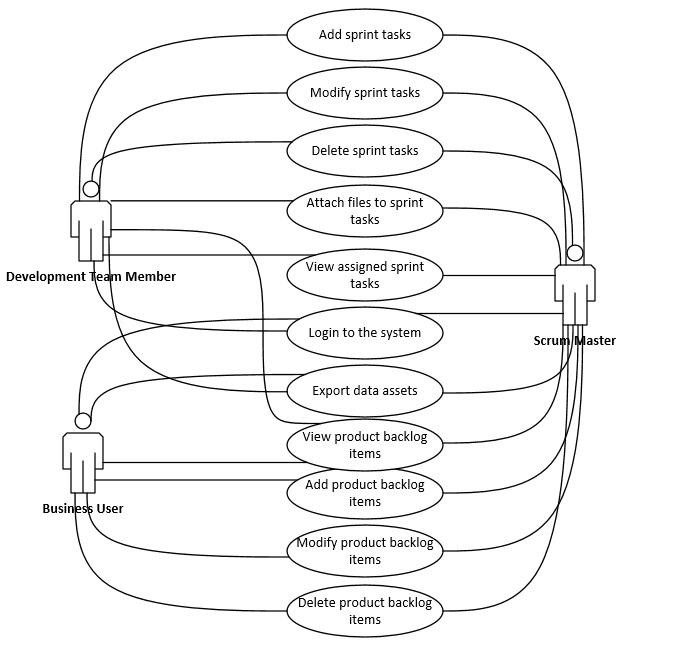 Add sprint tasks
Modify sprint tasks
Delete sprint tasks
Attach files to sprint
tasks
Development Team Member
View assigned sprint
tasks
Login to the system
Scrum Master
Export data assets
View product backlog
items
Add product backlog
items
Business User
Modify product backlog
items
Delete product backlog
items